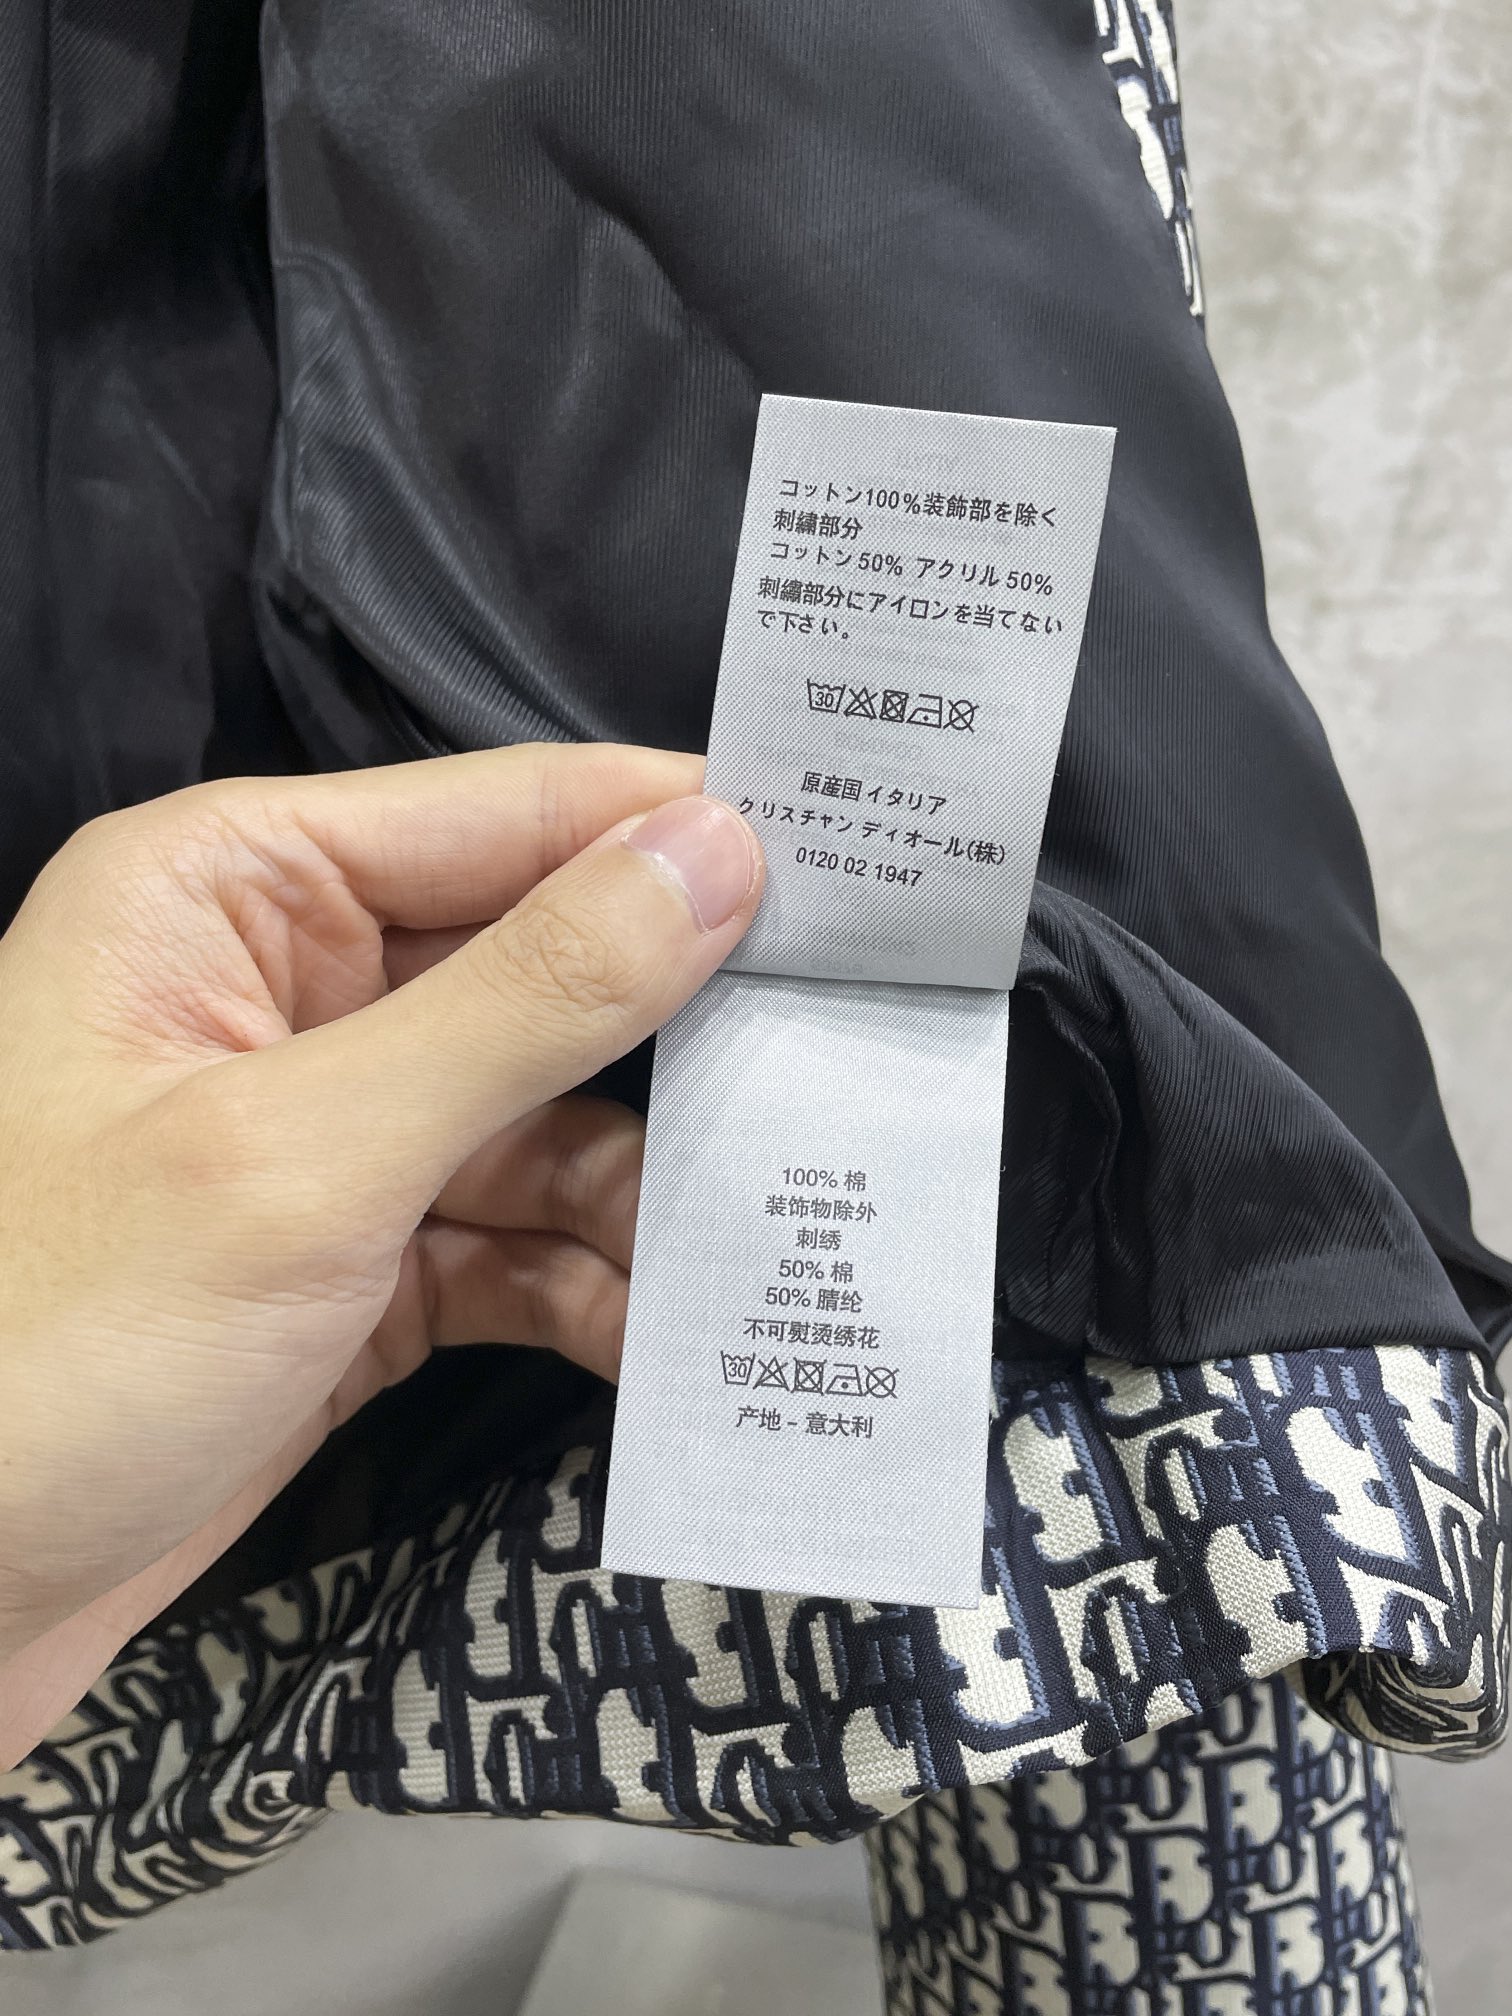 コットン100%装飾部を除く
刺繍部分
コットン50% アクリル50%
刺繍部分にアイロンを当てない
で下さい。
30
原産国イタリア
クリスチャン ディオール(株)
0120 02 1947
100% 棉
装饰物除外
刺绣
50% 棉
50% 腈纶
不可熨烫绣花
30
产地 - 意大利